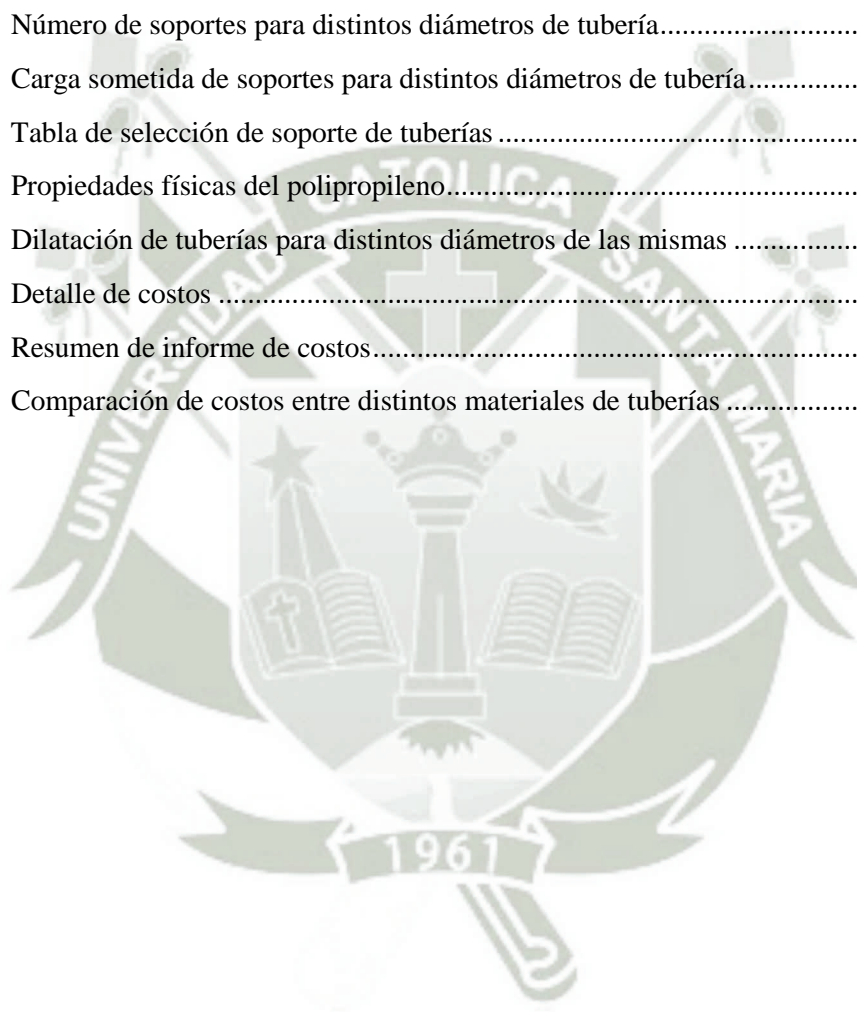 Número de soportes para distintos diámetros de tubería..........................
Carga sometida de soportes para distintos diámetros de tubería..............
Tabla de selección de soporte de tuberías ...............................................
Propiedades físicas del polipropileno......................................................
Dilatación de tuberías para distintos diámetros de las mismas ................
Detalle de costos .....................................................................................
Resumen de informe de costos................................................................
Comparación de costos entre distintos materiales de tuberías .................
UNIVERSIDAD CATOLICA SANTA MARIA
1961